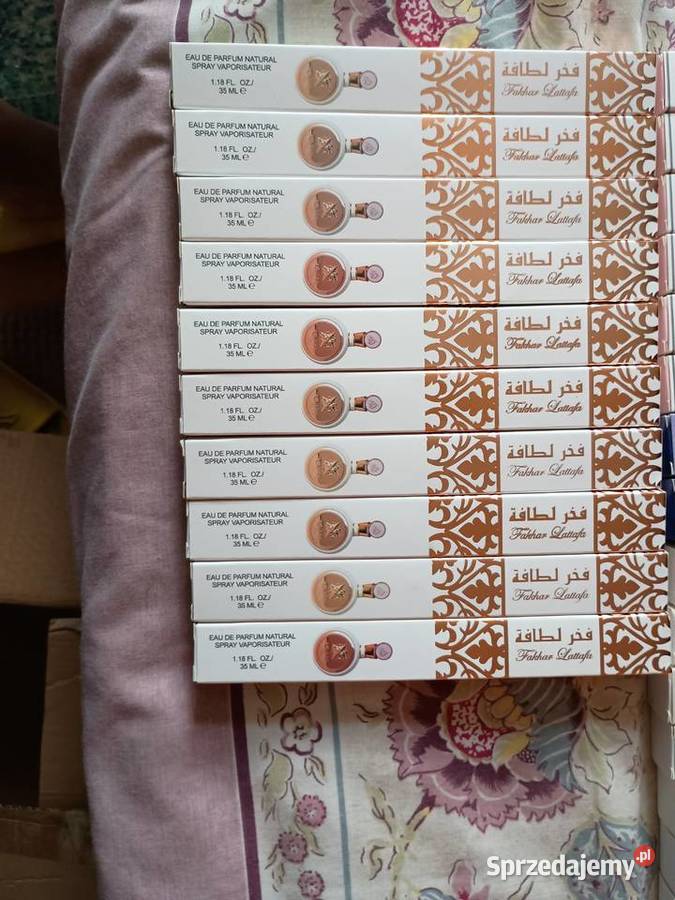 EAU DE PARFUM NATURAL
SPRAY VAPORISATEUR
1.18 FL. OZ./
35 ML ℮
فخر لطافة
Fakhar Lattafa
EAU DE PARFUM NATURAL
SPRAY VAPORISATEUR
1.18 FL. OZ./
35 ML ℮
فخر لطافة
Fakhar Lattafa
EAU DE PARFUM NATURAL
SPRAY VAPORISATEUR
1.18 FL. OZ./
35 ML ℮
فخر لطافة
Fakhar Lattafa
EAU DE PARFUM NATURAL
SPRAY VAPORISATEUR
1.18 FL. OZ./
35 ML ℮
فخر لطافة
Fakhar Lattafa
EAU DE PARFUM NATURAL
SPRAY VAPORISATEUR
1.18 FL. OZ./
35 ML ℮
فخر لطافة
Fakhar Lattafa
EAU DE PARFUM NATURAL
SPRAY VAPORISATEUR
1.18 FL. OZ./
35 ML ℮
فخر لطافة
Fakhar Lattafa
EAU DE PARFUM NATURAL
SPRAY VAPORISATEUR
1.18 FL. OZ./
35 ML ℮
فخر لطافة
Fakhar Lattafa
EAU DE PARFUM NATURAL
SPRAY VAPORISATEUR
1.18 FL. OZ./
35 ML ℮
فخر لطافة
Fakhar Lattafa
EAU DE PARFUM NATURAL
SPRAY VAPORISATEUR
1.18 FL. OZ./
35 ML ℮
فخر لطافة
Fakhar Lattafa
EAU DE PARFUM NATURAL
SPRAY VAPORISATEUR
1.18 FL. OZ./
35 ML ℮
فخر لطافة
Fakhar Lattafa
Sprzedajemy.pl